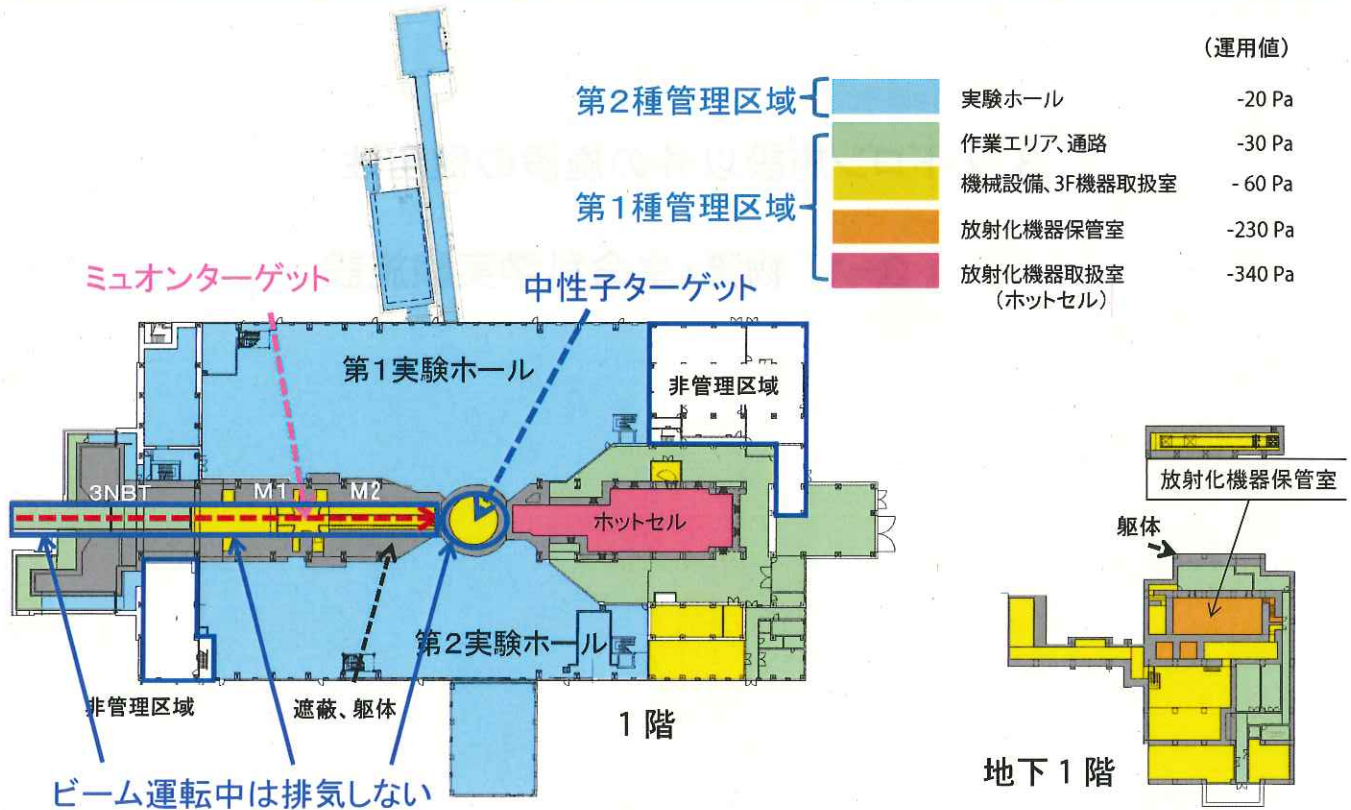 (運用値)
第2種管理区域
実験ホール -20 Pa
作業エリア、通路 -30 Pa
第1種管理区域
機械設備、3F機器取扱室 - 60 Pa
放射化機器保管室 -230 Pa
放射化機器取扱室 -340 Pa
(ホットセル)
ミュオンターゲット
中性子ターゲット
第1実験ホール
非管理区域
3NBT
M1
M2
ホットセル
放射化機器保管室
躯体
第2実験ホール
非管理区域
遮蔽、躯体
1階
地下1階
ビーム運転中は排気しない